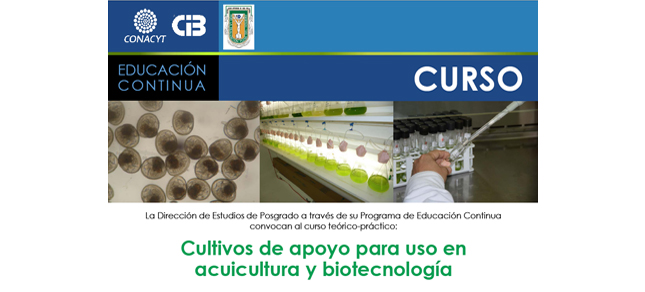 CONACYT
CIB
EDUCACIÓN
CONTINUA
CURSO
La Dirección de Estudios de Posgrado a través de su Programa de Educación Continua
convocan al curso teórico-práctico:
Cultivos de apoyo para uso en
acuicultura y biotecnología